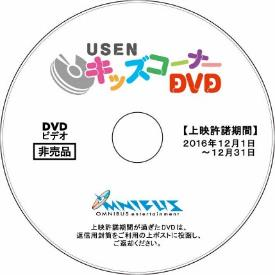 USEN
キッズコーナー
DVD
DVD
ビデオ
非売品
【上映許諾期間】
2016年12月1日
～12月31日
OMNIBUS
OMNIBUS entertainment
上映許諾期間が過ぎたDVDは、
返信用封筒をご利用の上ポストに投函し、
ご返却ください。